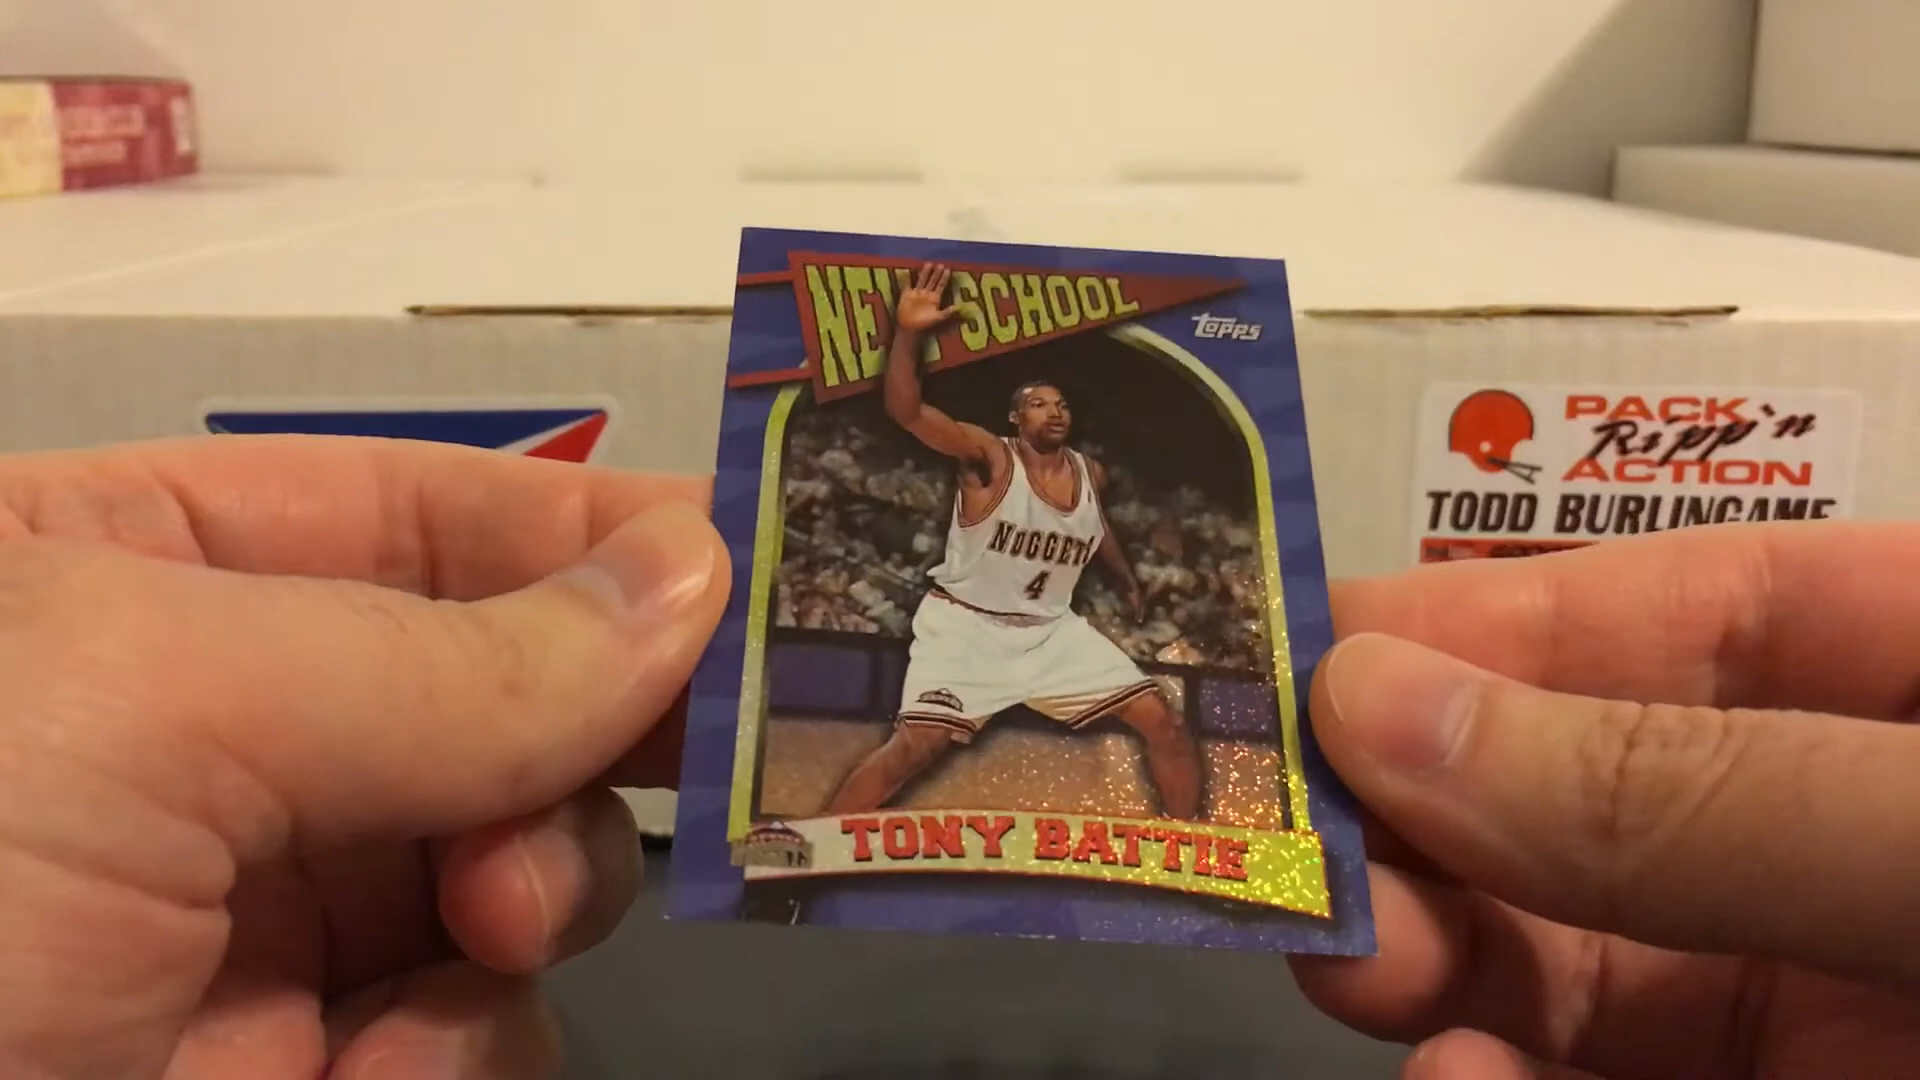 NEW SCHOOL
topps
NUGGETS
4
TONY BATTIE
PACK
Ripp'n
ACTION
TODD BURLINGAME